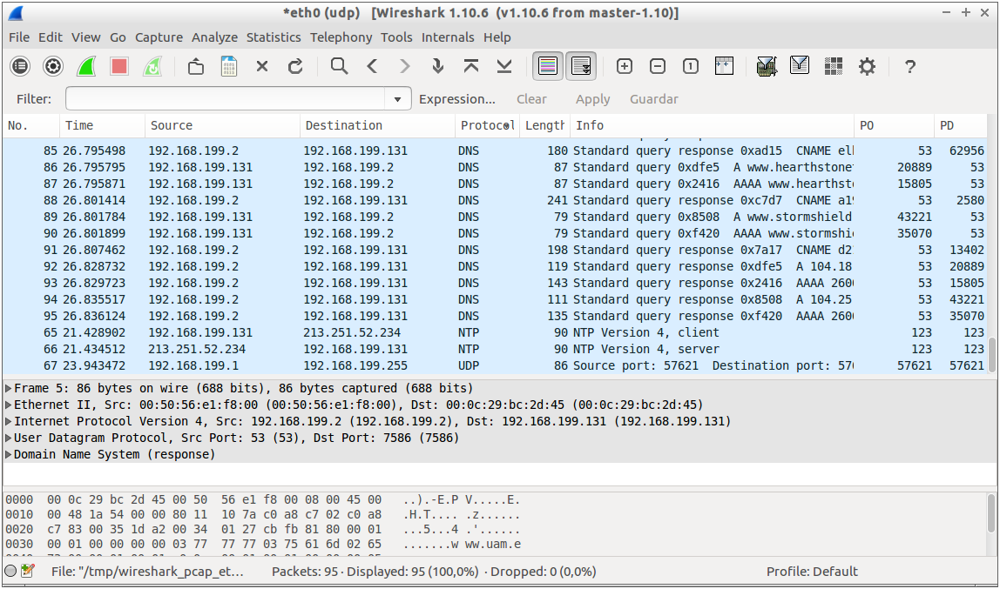 *eth0 (udp)   [Wireshark 1.10.6  (v1.10.6 from master-1.10)]
File Edit View Go Capture Analyze Statistics Telephony Tools Internals Help
Filter: Expression... Clear Apply Guardar
No. Time Source Destination Protocol Length Info PO PD
85 26.795498 192.168.199.2 192.168.199.131 DNS 180 Standard query response 0xad15  CNAME el 53 62956
86 26.795795 192.168.199.131 192.168.199.2 DNS 87 Standard query 0xdfe5  A www.hearthstone 20889 53
87 26.795871 192.168.199.131 192.168.199.2 DNS 87 Standard query 0x2416  AAAA www.hearthst 15805 53
88 26.801414 192.168.199.2 192.168.199.131 DNS 241 Standard query response 0xc7d7  CNAME a1 53 2580
89 26.801784 192.168.199.131 192.168.199.2 DNS 79 Standard query 0x8508  A www.stormshield 43221 53
90 26.801899 192.168.199.131 192.168.199.2 DNS 79 Standard query 0xf420  AAAA www.stormshi 35070 53
91 26.807462 192.168.199.2 192.168.199.131 DNS 198 Standard query response 0x7a17  CNAME d2 53 13402
92 26.828732 192.168.199.2 192.168.199.131 DNS 119 Standard query response 0xdfe5  A 104.18 53 20889
93 26.829723 192.168.199.2 192.168.199.131 DNS 143 Standard query response 0x2416  AAAA 260 53 15805
94 26.835517 192.168.199.2 192.168.199.131 DNS 111 Standard query response 0x8508  A 104.25 53 43221
95 26.836124 192.168.199.2 192.168.199.131 DNS 135 Standard query response 0xf420  AAAA 260 53 35070
65 21.428902 192.168.199.131 213.251.52.234 NTP 90 NTP Version 4, client 123 123
66 21.434512 213.251.52.234 192.168.199.131 NTP 90 NTP Version 4, server 123 123
67 23.943472 192.168.199.1 192.168.199.255 UDP 86 Source port: 57621  Destination port: 57 57621 57621
Frame 5: 86 bytes on wire (688 bits), 86 bytes captured (688 bits)
Ethernet II, Src: 00:50:56:e1:f8:00 (00:50:56:e1:f8:00), Dst: 00:0c:29:bc:2d:45 (00:0c:29:bc:2d:45)
Internet Protocol Version 4, Src: 192.168.199.2 (192.168.199.2), Dst: 192.168.199.131 (192.168.199.131)
User Datagram Protocol, Src Port: 53 (53), Dst Port: 7586 (7586)
Domain Name System (response)
0000  00 0c 29 bc 2d 45 00 50  56 e1 f8 00 08 00 45 00   ..).-E.P V.....E.
0010  00 48 1a 54 00 00 80 11  10 7a c0 a8 c7 02 c0 a8   .H.T.... .z......
0020  c7 83 00 35 1d a2 00 34  01 27 cb fb 81 80 00 01   ...5...4 .'......
0030  00 01 00 00 00 00 03 77  77 77 03 75 61 6d 02 65   .......w ww.uam.e
File: "/tmp/wireshark_pcap_et... Packets: 95 · Displayed: 95 (100,0%)  · Dropped: 0 (0,0%) Profile: Default